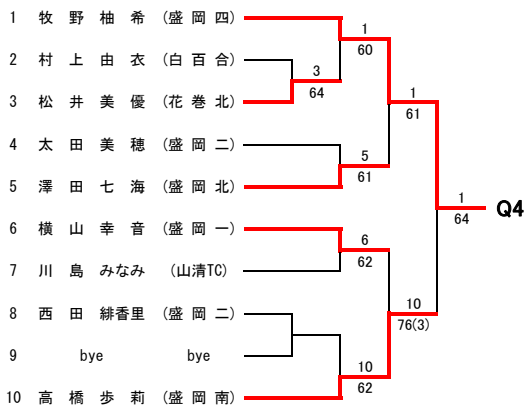 1 牧 野 柚 希 (盛 岡 四)
2 村 上 由 衣 (白 百 合)
3 松 井 美 優 (花 巻 北)
4 太 田 美 穂 (盛 岡 二)
5 澤 田 七 海 (盛 岡 北)
6 横 山 幸 音 (盛 岡 一)
7 川 島 みなみ (山清TC)
8 西 田 緋香里 (盛 岡 二)
9 bye bye
10 高 橋 歩 莉 (盛 岡 南)
3
64
1
60
5
61
6
62
10
62
1
61
10
76(3)
1
64
Q4